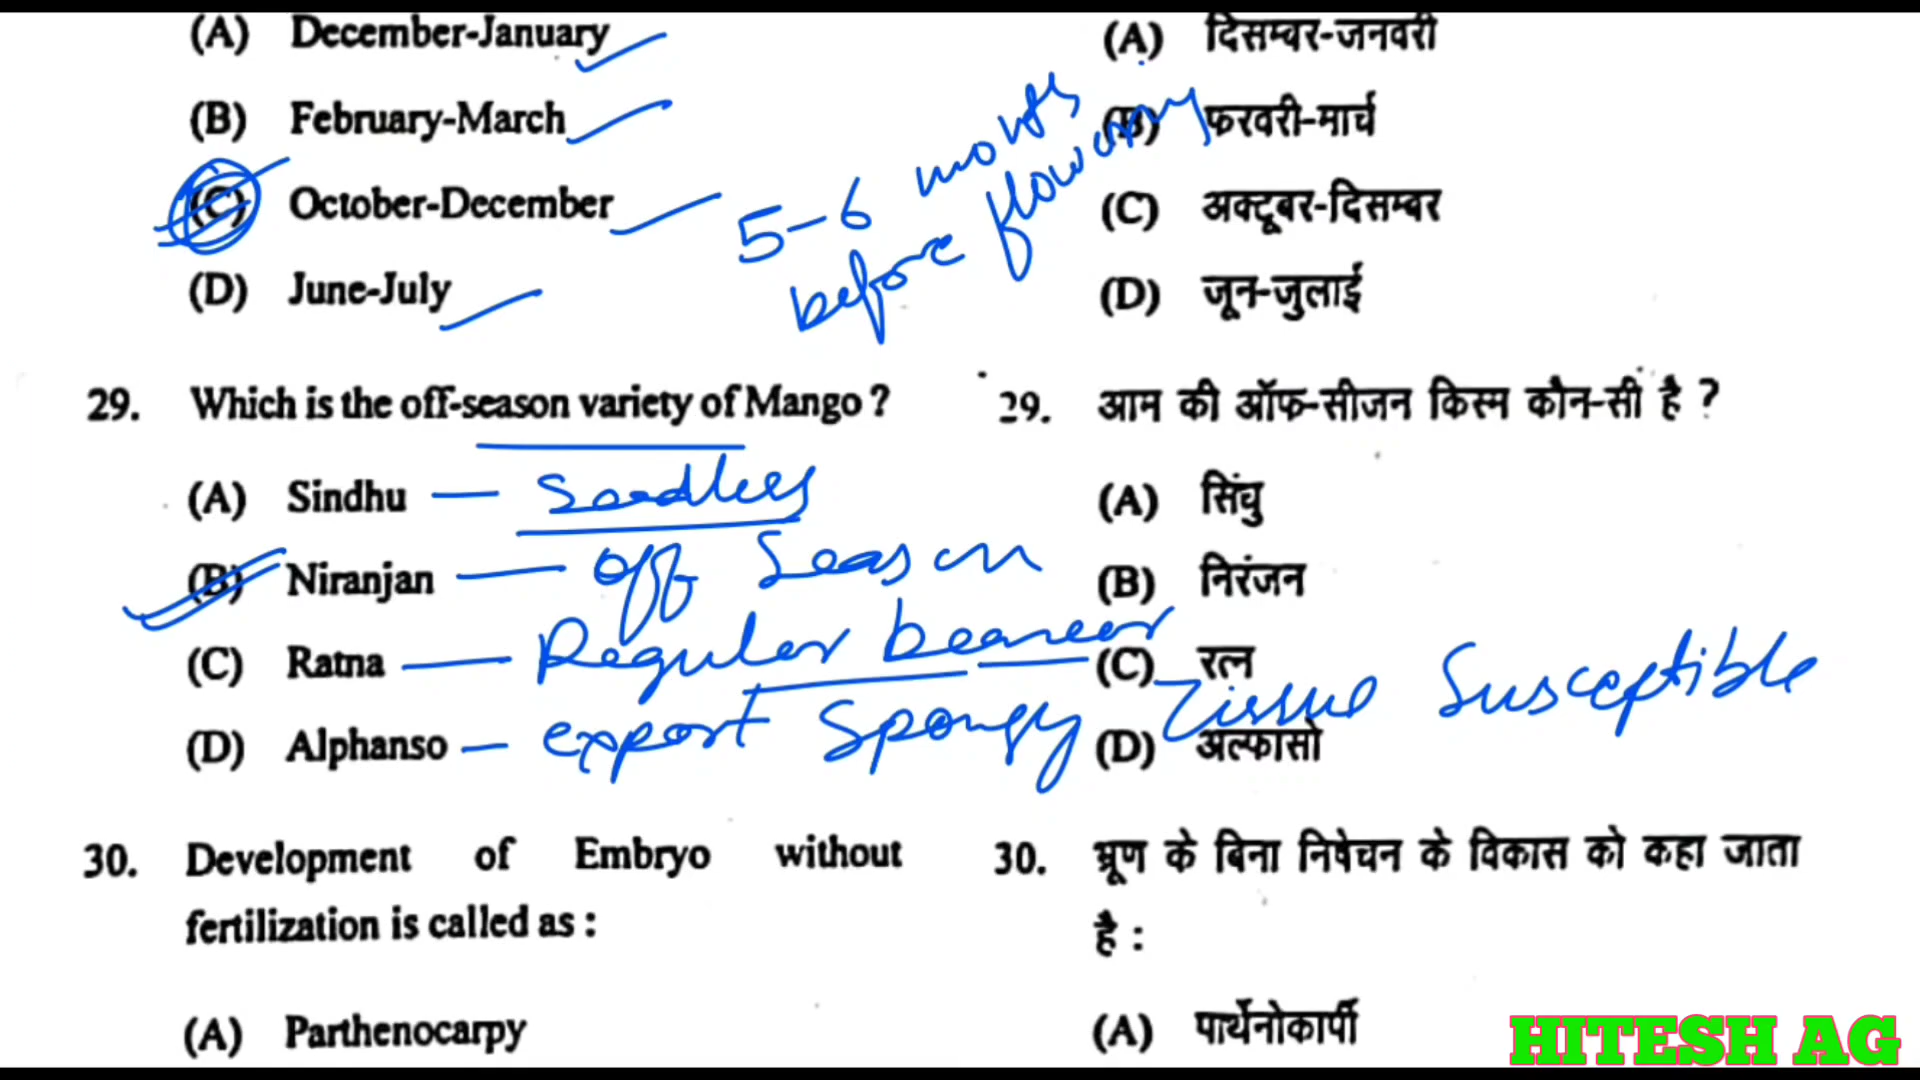 (A) December-January
(B) February-March
(C) October-December
(D) June-July
5-6 months
before flowering
29. Which is the off-season variety of Mango ?
(A) Sindhu — Seedless
(B) Niranjan — off Season
(C) Ratna — Regular bearer
(D) Alphanso — export Spongy Tissue Susceptible
30. Development of Embryo without
fertilization is called as :
(A) Parthenocarpy
(A) दिसम्बर-जनवरी
(B) फरवरी-मार्च
(C) अक्टूबर-दिसम्बर
(D) जून-जुलाई
29. आम की ऑफ-सीजन किस्म कौन-सी है ?
(A) सिंधु
(B) निरंजन
(C) रत्न
(D) अल्फासो
30. भ्रूण के बिना निषेचन के विकास को कहा जाता
है :
(A) पार्थेनोकार्पी
HITESH AG